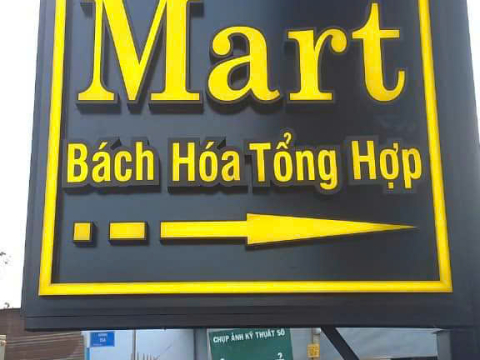 Mart
Bách Hóa Tổng Hợp
CHỤP ẢNH KỸ THUẬT SỐ